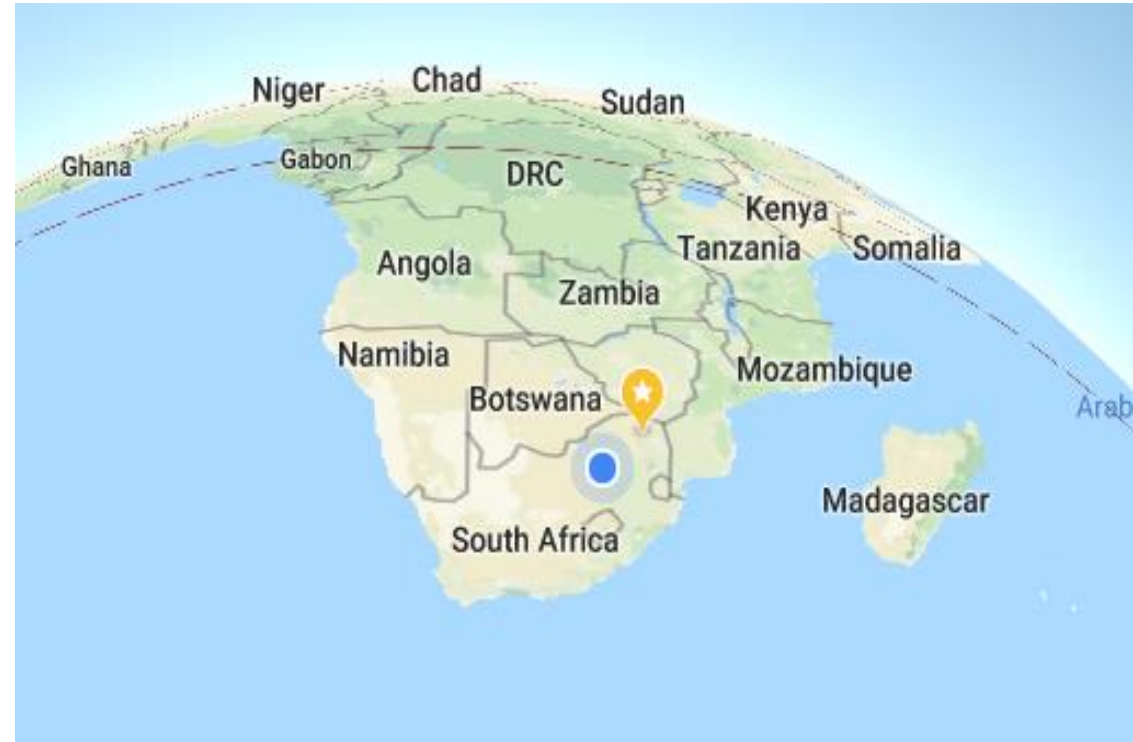 Niger
Chad
Sudan
Ghana
Gabon
DRC
Kenya
Angola
Tanzania
Somalia
Zambia
Namibia
Mozambique
Botswana
Arab
Madagascar
South Africa